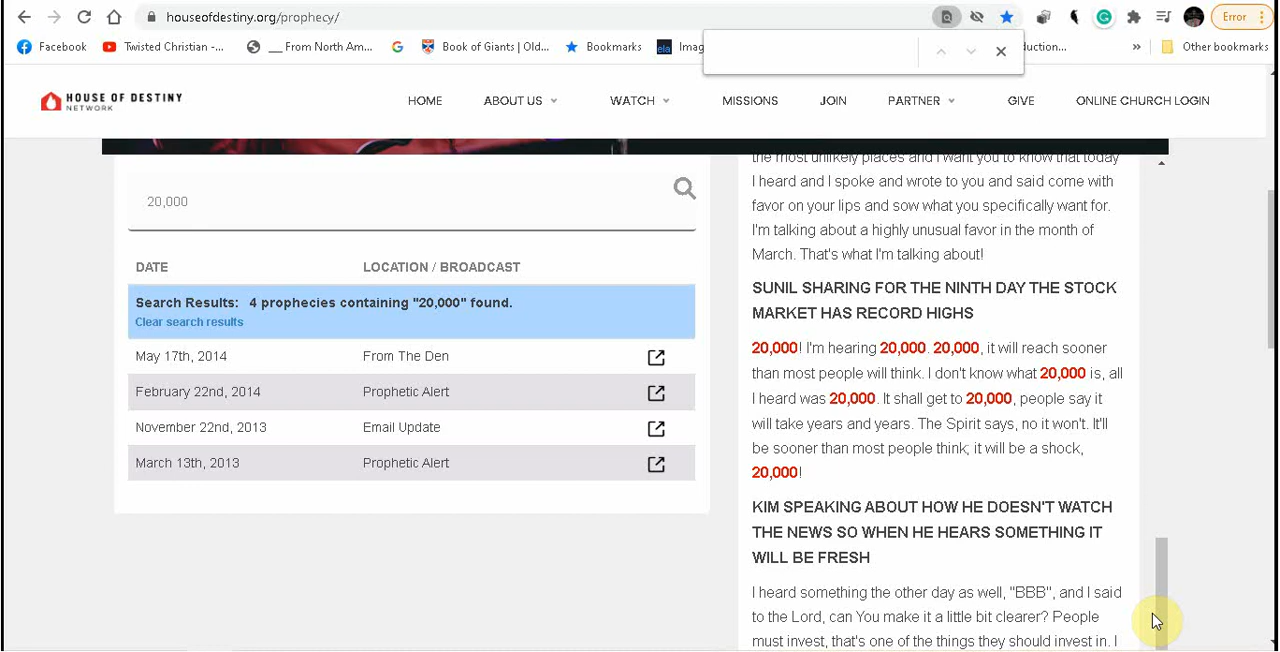 houseofdestiny.org/prophecy/
Error
Facebook
Twisted Christian -...
__ From North Am...
Book of Giants | Old...
Bookmarks
ela
Imag
duction...
»
Other bookmarks
HOUSE OF DESTINY
NETWORK
HOME
ABOUT US
WATCH
MISSIONS
JOIN
PARTNER
GIVE
ONLINE CHURCH LOGIN
20,000
DATE
LOCATION / BROADCAST
Search Results: 4 prophecies containing "20,000" found.
Clear search results
May 17th, 2014 From The Den
February 22nd, 2014 Prophetic Alert
November 22nd, 2013 Email Update
March 13th, 2013 Prophetic Alert
the most unlikely places and I want you to know that today
I heard and I spoke and wrote to you and said come with
favor on your lips and sow what you specifically want for.
I'm talking about a highly unusual favor in the month of
March. That's what I'm talking about!
SUNIL SHARING FOR THE NINTH DAY THE STOCK
MARKET HAS RECORD HIGHS
20,000! I'm hearing 20,000. 20,000, it will reach sooner
than most people will think. I don't know what 20,000 is, all
I heard was 20,000. It shall get to 20,000, people say it
will take years and years. The Spirit says, no it won't. It'll
be sooner than most people think; it will be a shock,
20,000!
KIM SPEAKING ABOUT HOW HE DOESN'T WATCH
THE NEWS SO WHEN HE HEARS SOMETHING IT
WILL BE FRESH
I heard something the other day as well, "BBB", and I said
to the Lord, can You make it a little bit clearer? People
must invest, that's one of the things they should invest in. I